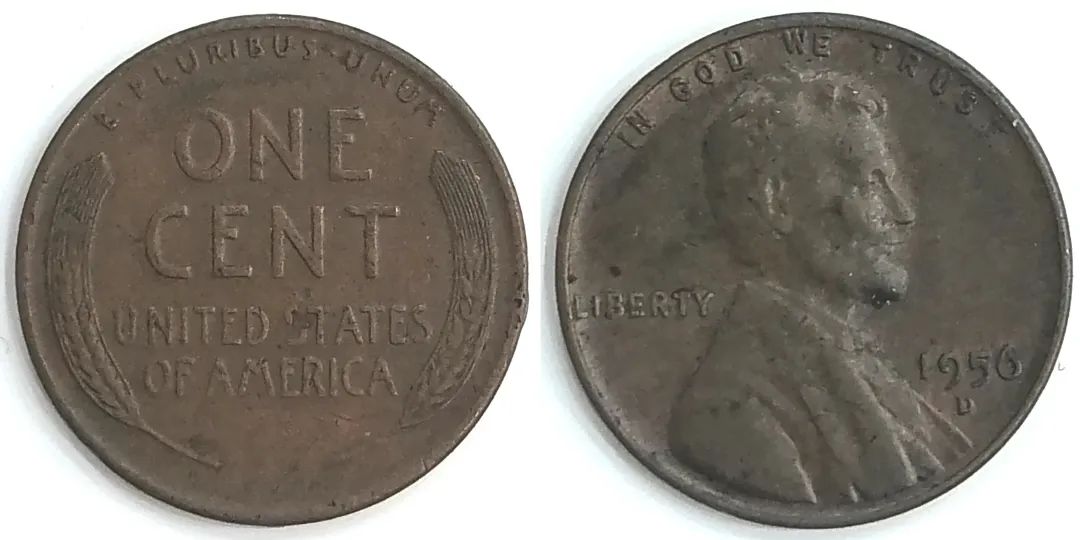 E·PLURIBUS·UNUM
ONE
CENT
UNITED STATES
OF AMERICA
IN GOD WE TRUST
LIBERTY
1956
D